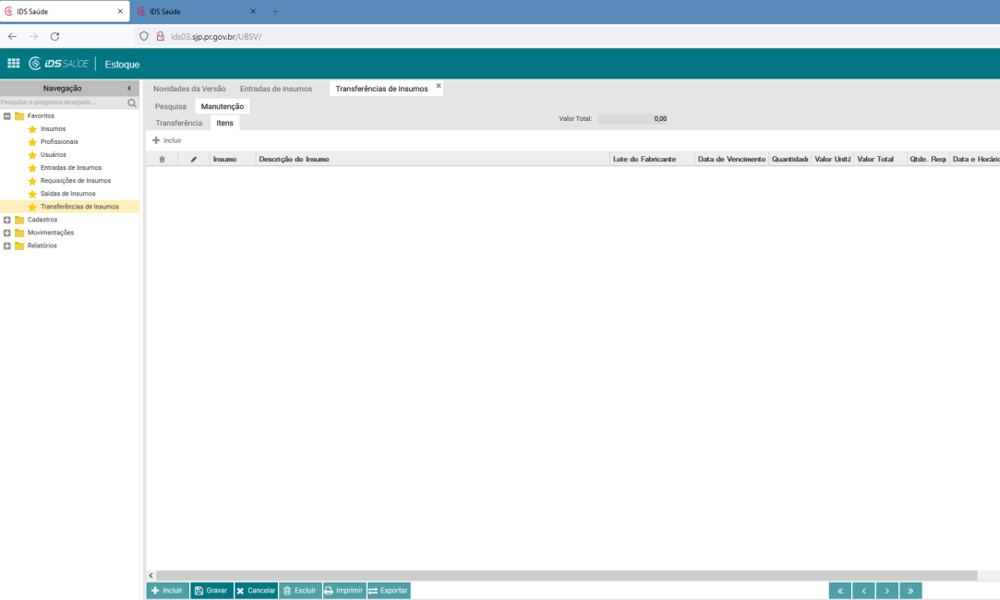 IDS Saúde × IDS Saúde × +
ids03.sjp.pr.gov.br/UBSV/
iDSSAÚDE Estoque
Navegação
Pesquise o programa desejado...
Favoritos
Insumos
Profissionais
Usuários
Entradas de Insumos
Requisições de Insumos
Saídas de Insumos
Transferências de Insumos
Cadastros
Movimentações
Relatórios
Novidades da Versão Entradas de Insumos Transferências de Insumos ×
Pesquisa Manutenção
Transferência Itens
Valor Total: 0,00
+ Incluir
Insumo Descrição do Insumo Lote do Fabricante Data de Vencimento Quantidad Valor Unitá Valor Total Qtde. Requ Data e Horário
+ Incluir Gravar × Cancelar Excluir Imprimir Exportar « ‹ › »